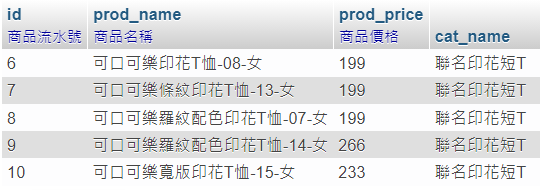 id prod_name prod_price cat_name
商品流水號 商品名稱 商品價格
6 可口可樂印花T恤-08-女 199 聯名印花短T
7 可口可樂條紋印花T恤-13-女 199 聯名印花短T
8 可口可樂羅紋配色印花T恤-07-女 199 聯名印花短T
9 可口可樂羅紋配色印花T恤-14-女 266 聯名印花短T
10 可口可樂寬版印花T恤-15-女 233 聯名印花短T